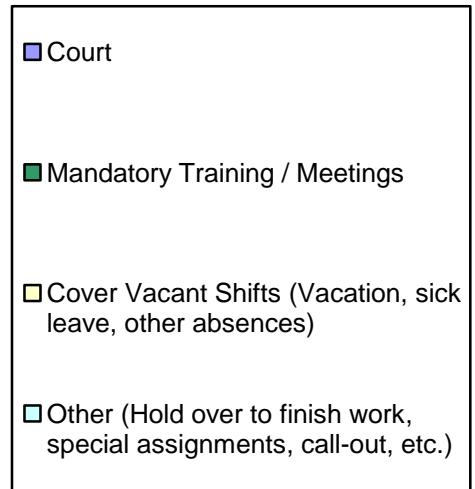 Court
Mandatory Training / Meetings
Cover Vacant Shifts (Vacation, sick
leave, other absences)
Other (Hold over to finish work,
special assignments, call-out, etc.)